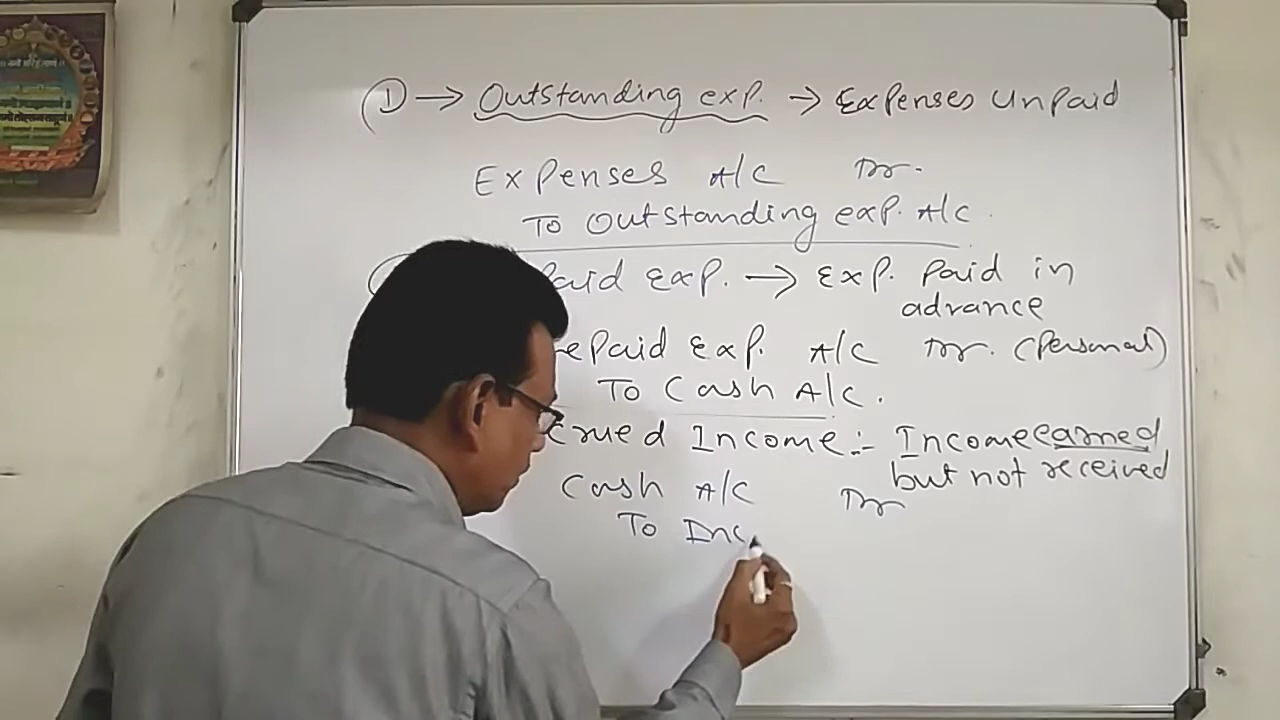 ① → Outstanding exp. → Expenses Unpaid
Expenses A/c Dr.
To Outstanding exp. A/c.
paid Exp. → Exp. Paid in
advance
repaid Exp. A/c Dr. (Personal)
To Cash A/c.
crued Income :- Income earned
but not received
Cash A/c Dr
To Inc